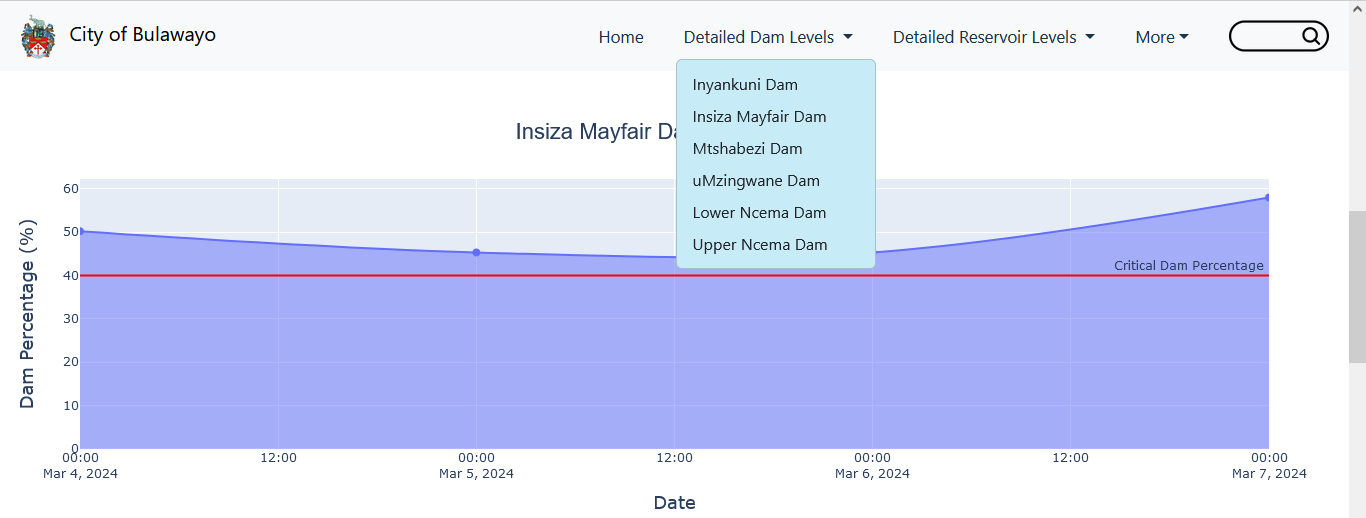 City of Bulawayo
Home
Detailed Dam Levels
Detailed Reservoir Levels
More
Inyankuni Dam
Insiza Mayfair Dam
Mtshabezi Dam
uMzingwane Dam
Lower Ncema Dam
Upper Ncema Dam
Insiza Mayfair
Dam Percentage (%)
60
50
40
30
20
10
0
Critical Dam Percentage
00:00 12:00 00:00 12:00 00:00 12:00 00:00
Mar 4, 2024 Mar 5, 2024 Mar 6, 2024 Mar 7, 2024
Date